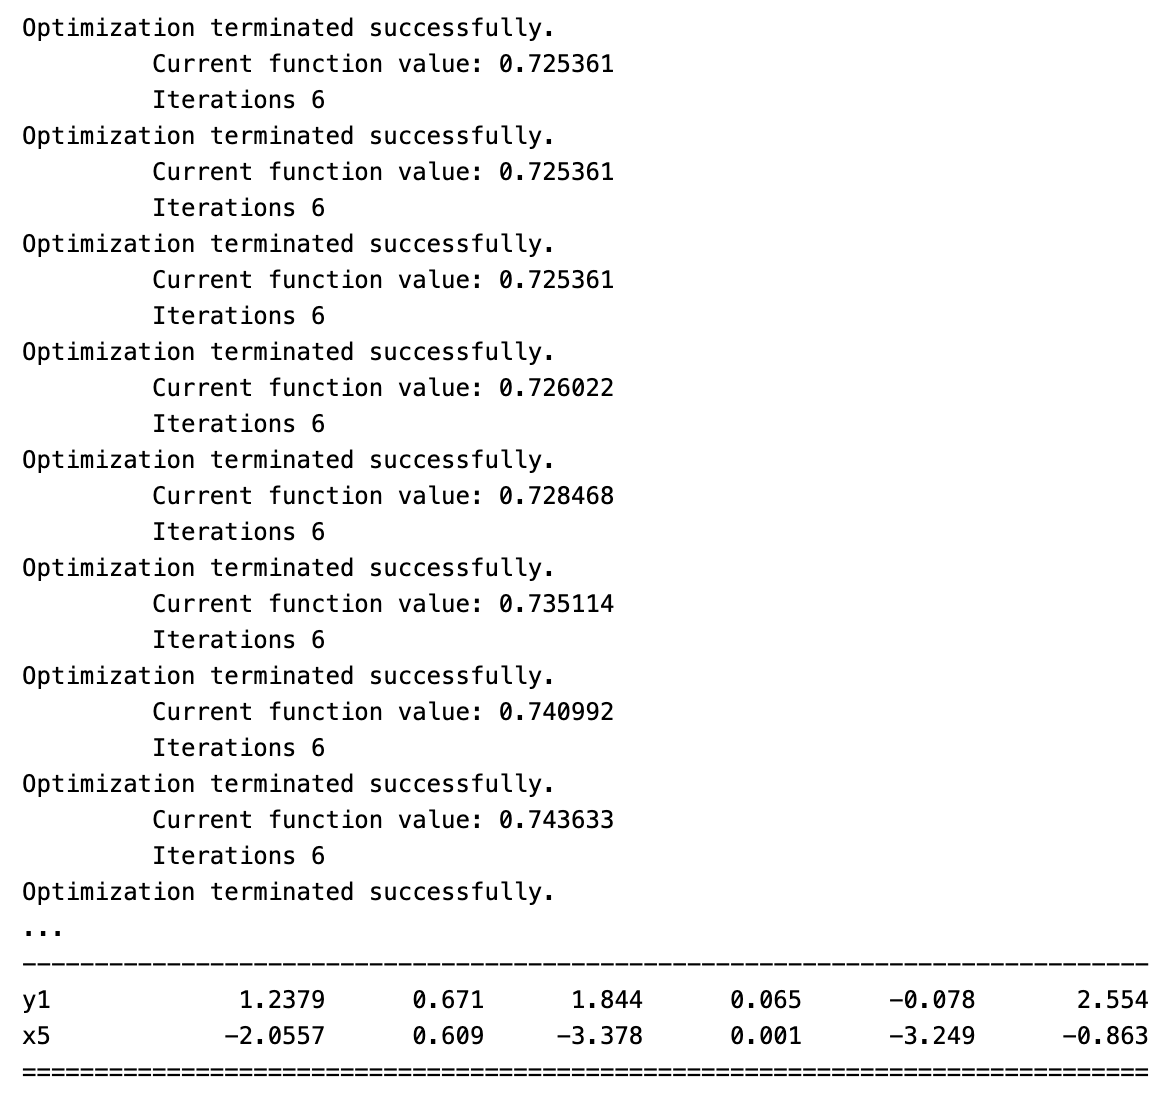 Optimization terminated successfully.
         Current function value: 0.725361
         Iterations 6
Optimization terminated successfully.
         Current function value: 0.725361
         Iterations 6
Optimization terminated successfully.
         Current function value: 0.725361
         Iterations 6
Optimization terminated successfully.
         Current function value: 0.726022
         Iterations 6
Optimization terminated successfully.
         Current function value: 0.728468
         Iterations 6
Optimization terminated successfully.
         Current function value: 0.735114
         Iterations 6
Optimization terminated successfully.
         Current function value: 0.740992
         Iterations 6
Optimization terminated successfully.
         Current function value: 0.743633
         Iterations 6
Optimization terminated successfully.
...
------------------------------------------------------------------------------
y1             1.2379      0.671      1.844      0.065      -0.078       2.554
x5            -2.0557      0.609     -3.378      0.001      -3.249      -0.863
==============================================================================